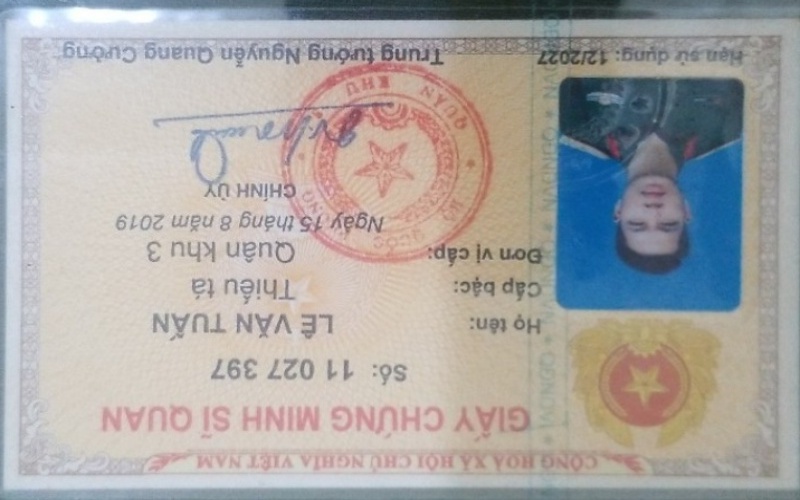 CỘNG HOÀ XÃ HỘI CHỦ NGHĨA VIỆT NAM
GIẤY CHỨNG MINH SĨ QUAN
Số: 11 027 397
Họ tên: LÊ VĂN TUẤN
Cấp bậc: Thiếu tá
Đơn vị cấp: Quân khu 3
Ngày 15 tháng 8 năm 2019
CHÍNH ỦY
QUÂN KHU
Hạn sử dụng: 12/2027
Trung tướng Nguyễn Quang Cường